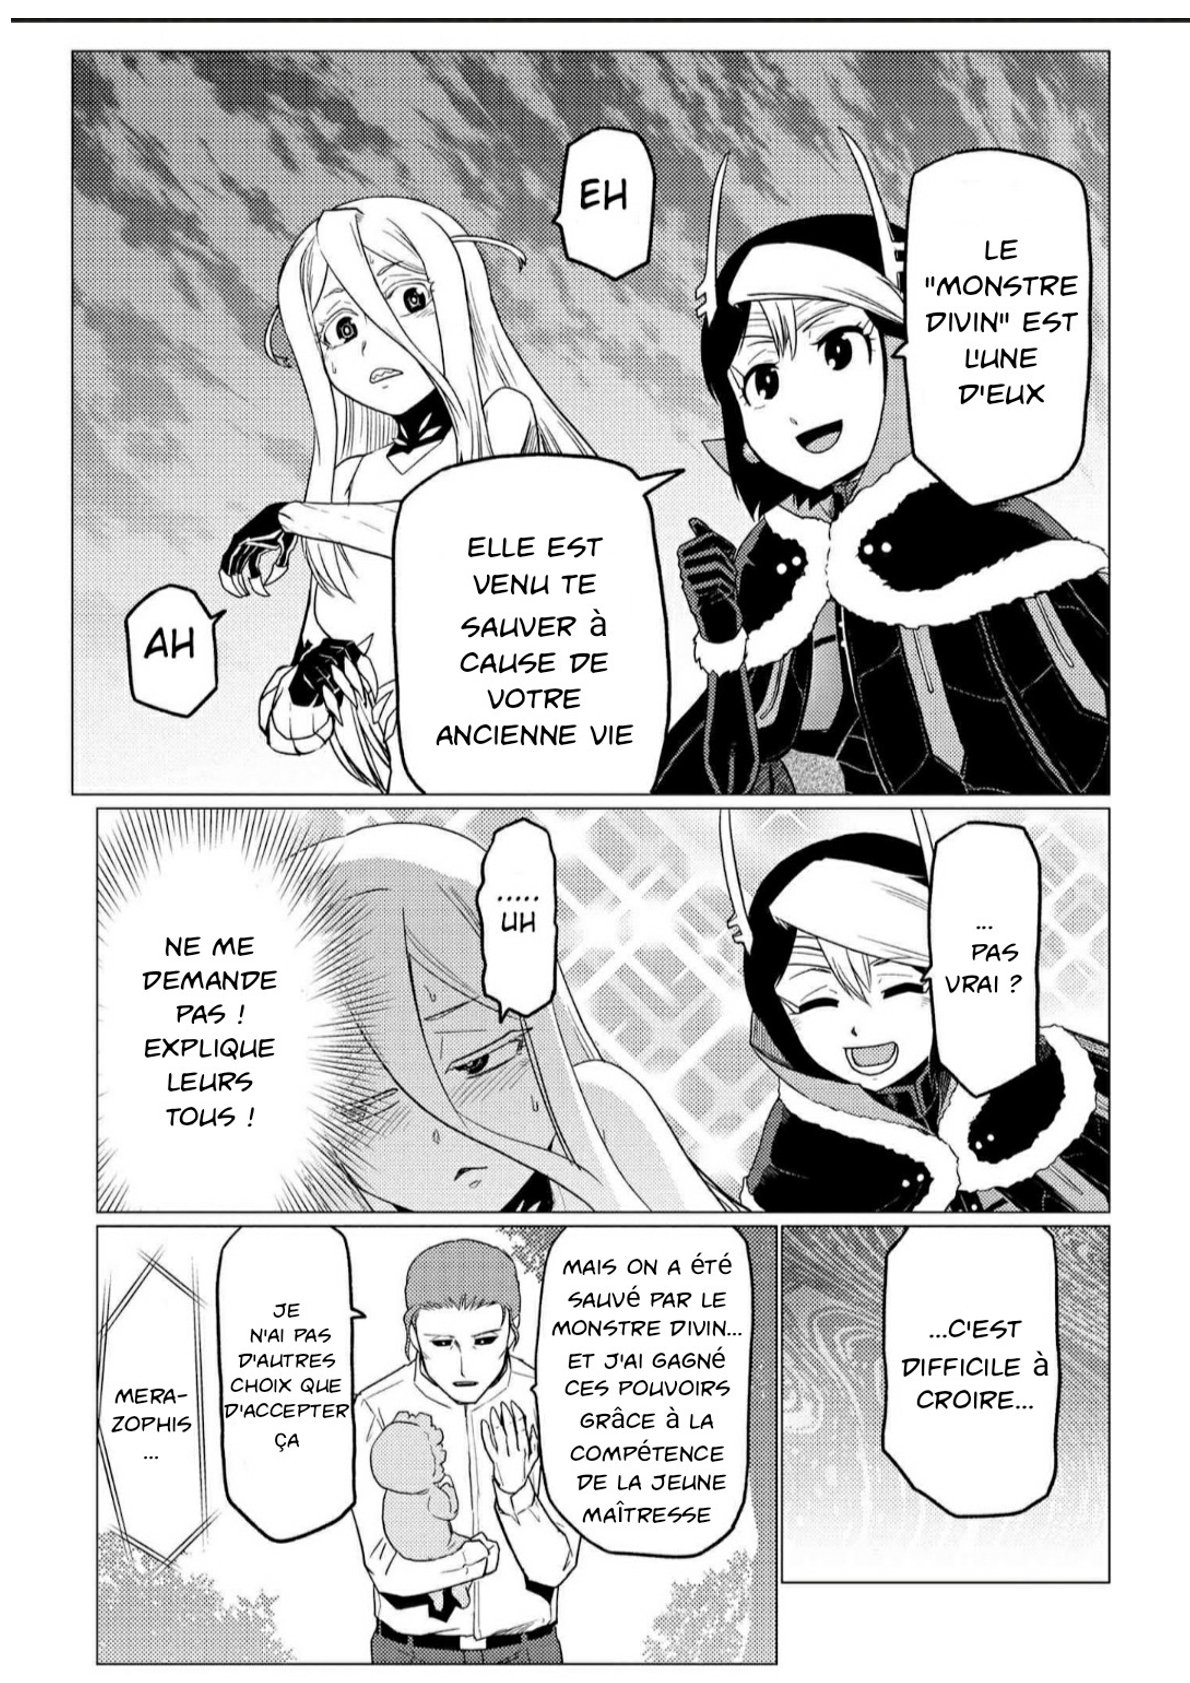 LE
"MONSTRE
DIVIN" EST
L'UNE
D'EUX
EH
ELLE EST
VENU TE
SAUVER à
CAUSE DE
VOTRE
ANCIENNE VIE
AH
...
PAS
VRAI ?
.....
UH
NE ME
DEMANDE
PAS !
EXPLIQUE
LEURS
TOUS !
...C'EST
DIFFICILE à
CROIRE...
MAIS ON A éTé
SAUVé PAR LE
MONSTRE DIVIN...
ET J'AI GAGNé
CES POUVOIRS
GRâCE à LA
COMPéTENCE
DE LA JEUNE
MAîTRESSE
JE
N'AI PAS
D'AUTRES
CHOIX QUE
D'ACCEPTER
çA
MERA-
ZOPHIS
...